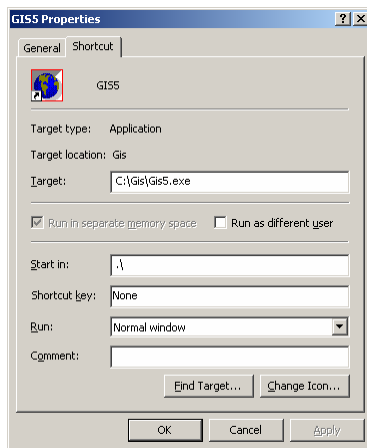 GIS5 Properties
General Shortcut
GIS5
Target type: Application
Target location: Gis
Target: C:\Gis\Gis5.exe
Run in separate memory space Run as different user
Start in: .\
Shortcut key: None
Run: Normal window
Comment:
Find Target... Change Icon...
OK Cancel Apply